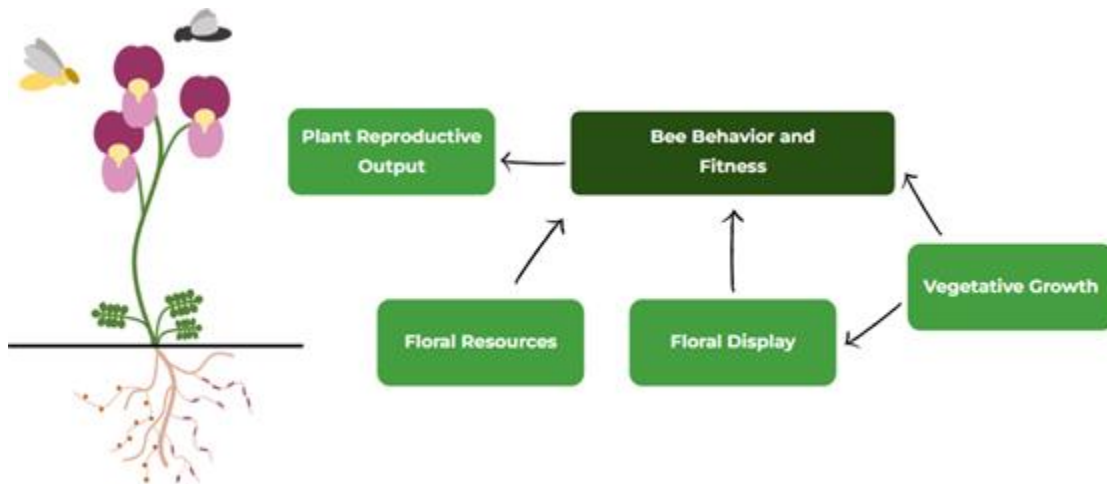 Plant Reproductive
Output
Bee Behavior and
Fitness
Vegetative Growth
Floral Resources
Floral Display